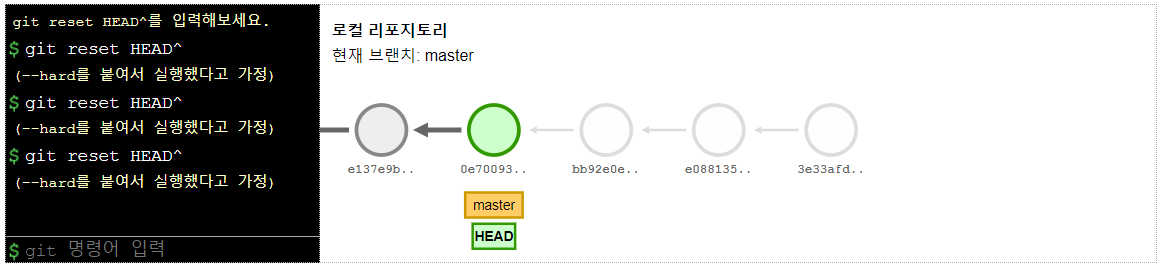 git reset HEAD^를 입력해보세요.
$ git reset HEAD^
(--hard를 붙여서 실행했다고 가정)
$ git reset HEAD^
(--hard를 붙여서 실행했다고 가정)
$ git reset HEAD^
(--hard를 붙여서 실행했다고 가정)
$ git 명령어 입력
로컬 리포지토리
현재 브랜치: master
e137e9b.. 0e70093.. bb92e0e.. e088135.. 3e33afd..
master
HEAD